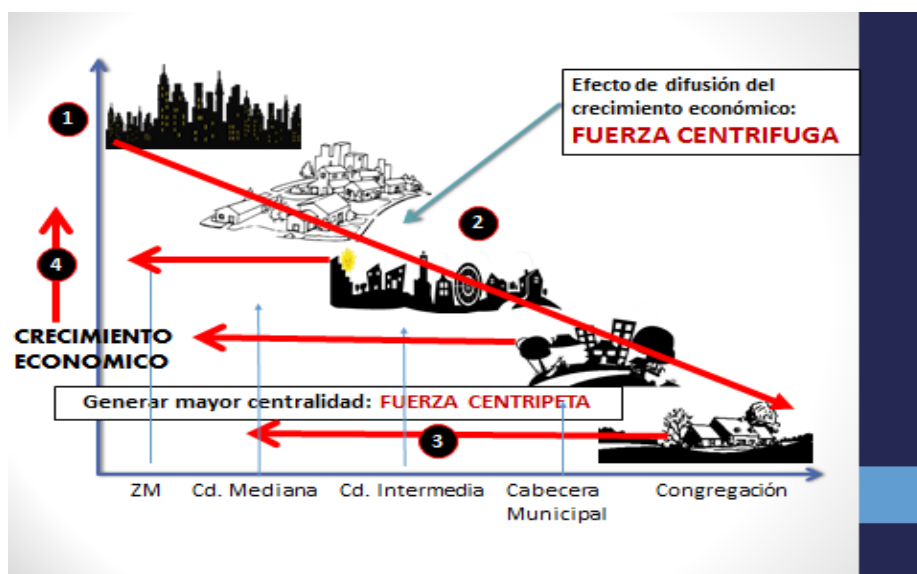 1
Efecto de difusión del
crecimiento económico:
FUERZA CENTRIFUGA
2
4
CRECIMIENTO
ECONOMICO
Generar mayor centralidad: FUERZA CENTRIPETA
3
ZM Cd. Mediana Cd. Intermedia Cabecera Congregación
Municipal